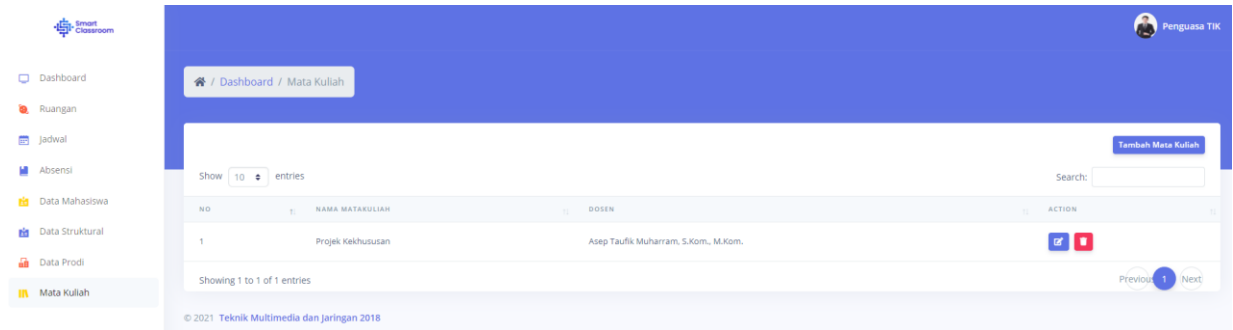 Smart
Classroom
Penguasa TIK
Dashboard
Ruangan
Jadwal
Absensi
Data Mahasiswa
Data Struktural
Data Prodi
Mata Kuliah
/ Dashboard / Mata Kuliah
Tambah Mata Kuliah
Show 10 entries
Search:
NO NAMA MATAKULIAH DOSEN ACTION
1 Projek Kekhususan Asep Taufik Muharram, S.Kom., M.Kom.
Showing 1 to 1 of 1 entries
Previous 1 Next
© 2021 Teknik Multimedia dan Jaringan 2018